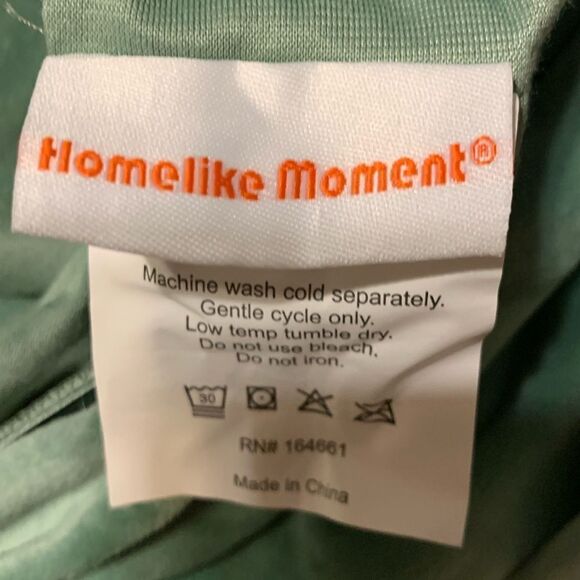 Homelike Moment®
Machine wash cold separately.
Gentle cycle only.
Low temp tumble dry.
Do not use bleach.
Do not iron.
30
RN# 164661
Made in China